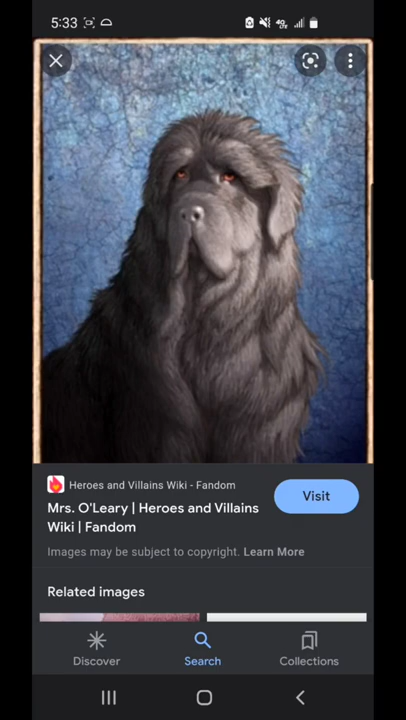 5:33
4G
Heroes and Villains Wiki - Fandom
Mrs. O'Leary | Heroes and Villains
Wiki | Fandom
Visit
Images may be subject to copyright. Learn More
Related images
Discover
Search
Collections